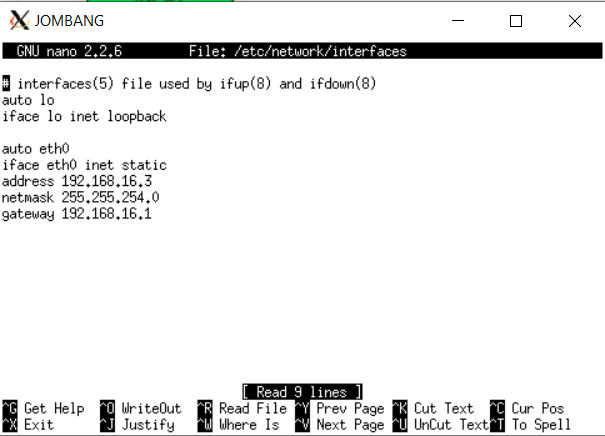 JOMBANG
GNU nano 2.2.6 File: /etc/network/interfaces
# interfaces(5) file used by ifup(8) and ifdown(8)
auto lo
iface lo inet loopback
auto eth0
iface eth0 inet static
address 192.168.16.3
netmask 255.255.254.0
gateway 192.168.16.1
[ Read 9 lines ]
^G Get Help ^O WriteOut ^R Read File ^Y Prev Page ^K Cut Text ^C Cur Pos
^X Exit ^J Justify ^W Where Is ^V Next Page ^U UnCut Text ^T To Spell